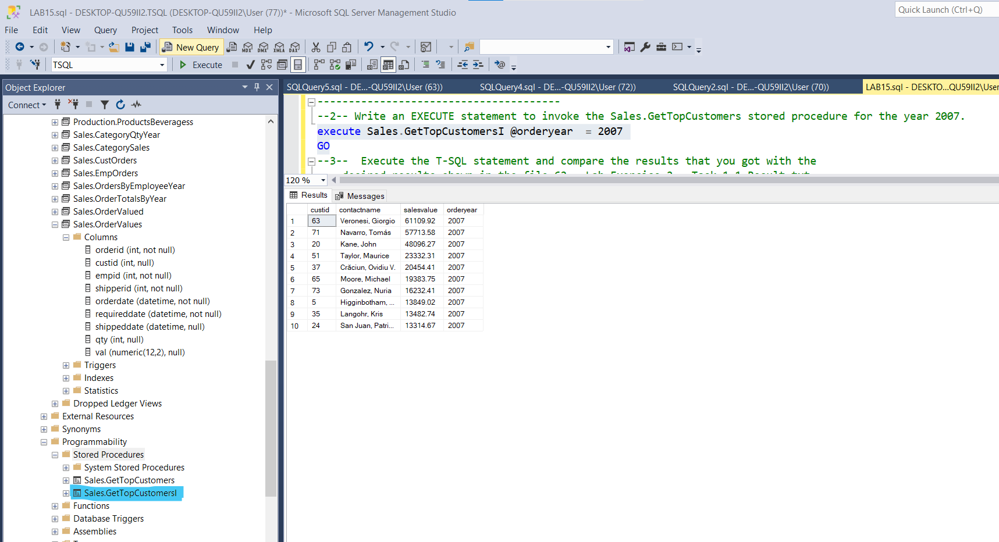 LAB15.sql - DESKTOP-QU59II2.TSQL (DESKTOP-QU59II2\User (77))* - Microsoft SQL Server Management Studio
Quick Launch (Ctrl+Q)
File Edit View Query Project Tools Window Help
New Query MDX DMX XMLA DAX
TSQL Execute
Object Explorer
Connect
Production.ProductsBeveragess
Sales.CategoryQtyYear
Sales.CategorySales
Sales.CustOrders
Sales.EmpOrders
Sales.OrdersByEmployeeYear
Sales.OrderTotalsByYear
Sales.OrderValued
Sales.OrderValues
Columns
orderid (int, not null)
custid (int, null)
empid (int, not null)
shipperid (int, not null)
orderdate (datetime, not null)
requireddate (datetime, not null)
shippeddate (datetime, null)
qty (int, null)
val (numeric(12,2), null)
Triggers
Indexes
Statistics
Dropped Ledger Views
External Resources
Synonyms
Programmability
Stored Procedures
System Stored Procedures
Sales.GetTopCustomers
Sales.GetTopCustomersI
Functions
Database Triggers
Assemblies
SQLQuery5.sql - DE...-QU59II2\User (63)) SQLQuery4.sql - DE...-QU59II2\User (72)) SQLQuery2.sql - DE...-QU59II2\User (70)) LAB15.sql - DESKTO...QU59II2\User
---------------------------------------
--2-- Write an EXECUTE statement to invoke the Sales.GetTopCustomers stored procedure for the year 2007.
execute Sales.GetTopCustomersI @orderyear  = 2007
GO
--3--  Execute the T-SQL statement and compare the results that you got with the
120 %
Results Messages
custid contactname salesvalue orderyear
1 63 Veronesi, Giorgio 61109.92 2007
2 71 Navarro, Tomás 57713.58 2007
3 20 Kane, John 48096.27 2007
4 51 Taylor, Maurice 23332.31 2007
5 37 Crăciun, Ovidiu V. 20454.41 2007
6 65 Moore, Michael 19383.75 2007
7 73 Gonzalez, Nuria 16232.41 2007
8 5 Higginbotham, ... 13849.02 2007
9 35 Langohr, Kris 13482.74 2007
10 24 San Juan, Patri... 13314.67 2007